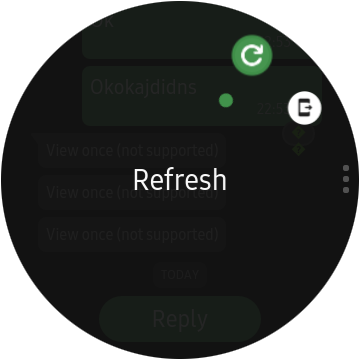 Okokajdidns
View once (not supported)
Refresh
View once (not supported)
View once (not supported)
TODAY
Reply